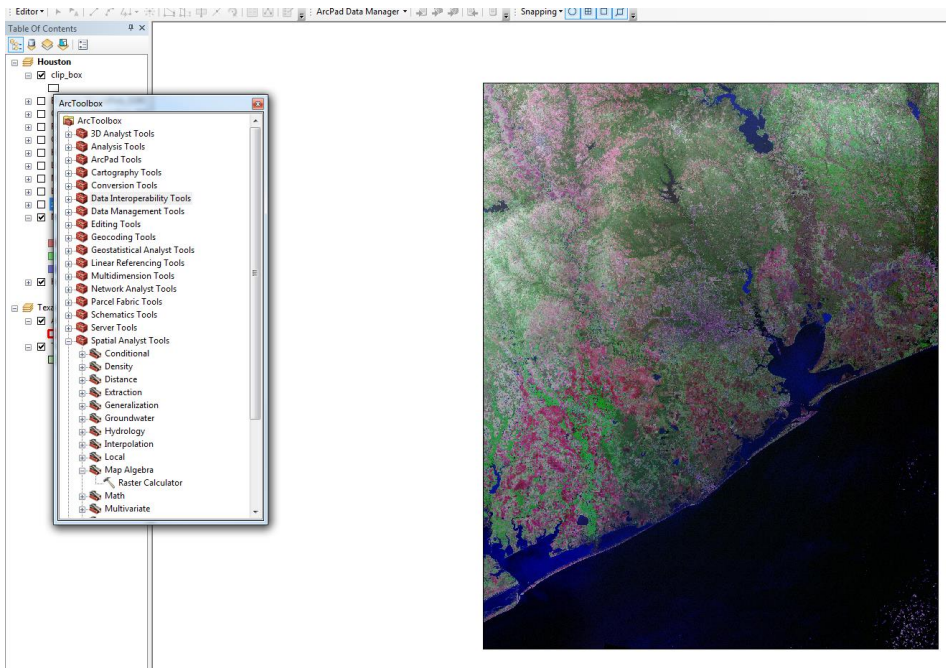 Editor ArcPad Data Manager Snapping
Table Of Contents
Houston
clip_box
ArcToolbox
ArcToolbox
3D Analyst Tools
Analysis Tools
ArcPad Tools
Cartography Tools
Conversion Tools
Data Interoperability Tools
Data Management Tools
Editing Tools
Geocoding Tools
Geostatistical Analyst Tools
Linear Referencing Tools
Multidimension Tools
Network Analyst Tools
Parcel Fabric Tools
Schematics Tools
Server Tools
Spatial Analyst Tools
Conditional
Density
Distance
Extraction
Generalization
Groundwater
Hydrology
Interpolation
Local
Map Algebra
Raster Calculator
Math
Multivariate
Texa